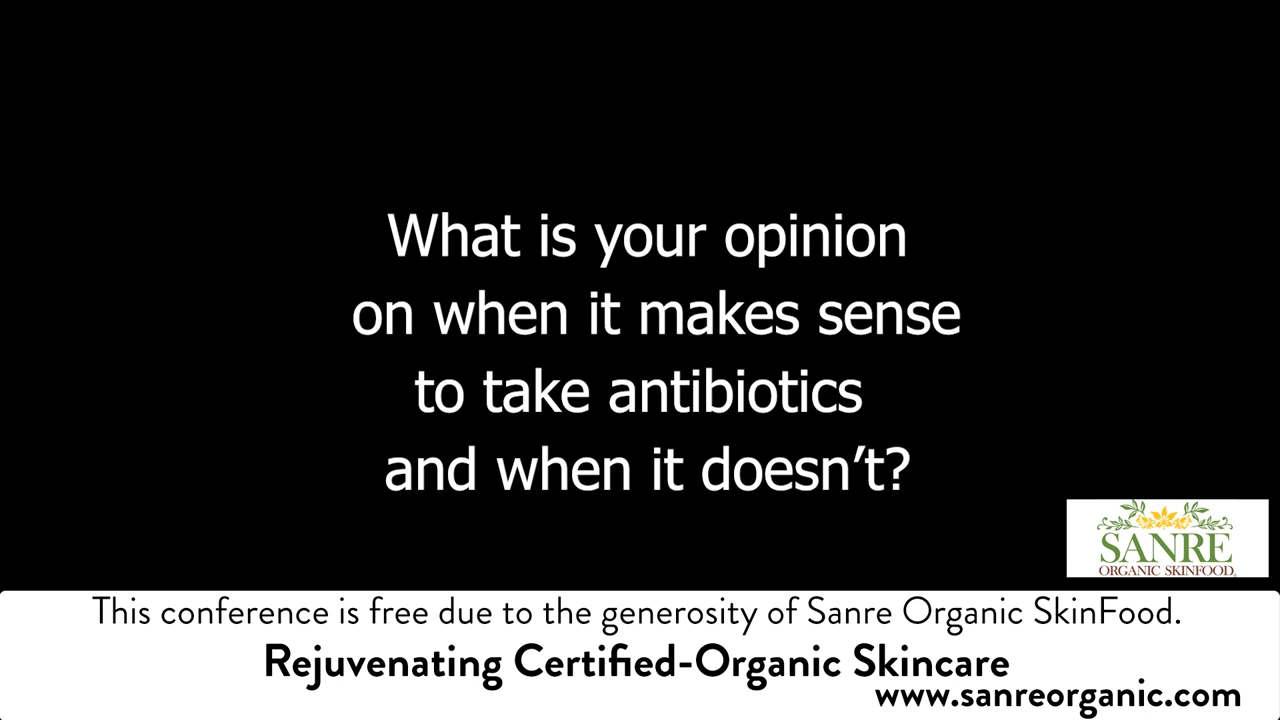 What is your opinion
on when it makes sense
to take antibiotics
and when it doesn’t?
SANRE
ORGANIC SKINFOOD
This conference is free due to the generosity of Sanre Organic SkinFood.
Rejuvenating Certified-Organic Skincare
www.sanreorganic.com